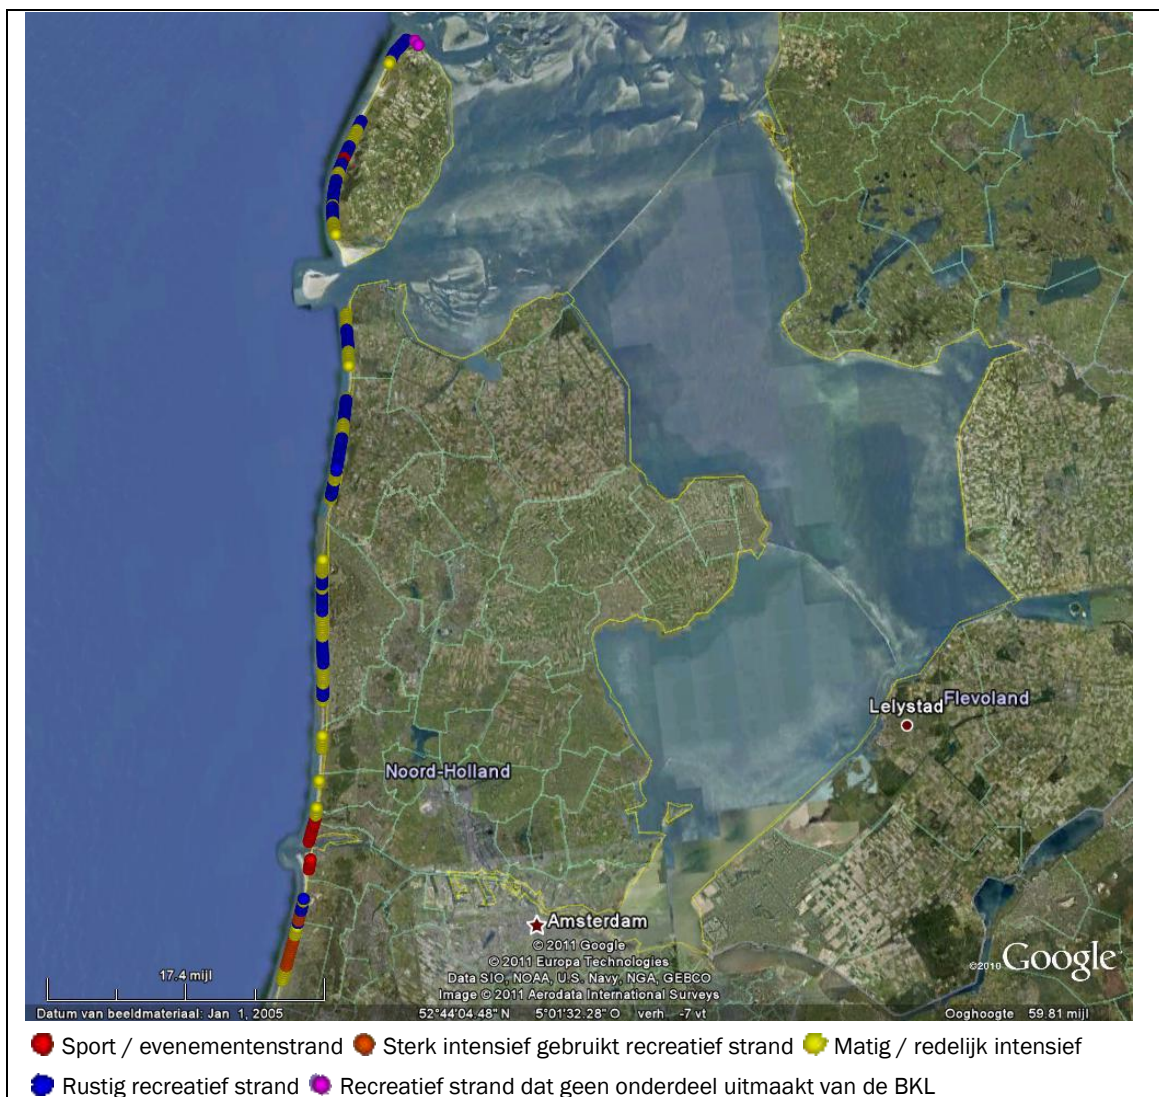 Lelystad
Flevoland
Noord-Holland
Amsterdam
© 2011 Google
© 2011 Europa Technologies
Data SIO, NOAA, U.S. Navy, NGA, GEBCO
Image © 2011 Aerodata International Surveys
©2010 Google
17.4 mijl
Datum van beeldmateriaal: Jan 1, 2005 52°44'04.48" N 5°01'32.28" O verh. -7 vt Ooghoogte 59.81 mijl
Sport / evenementenstrand Sterk intensief gebruikt recreatief strand Matig / redelijk intensief
Rustig recreatief strand Recreatief strand dat geen onderdeel uitmaakt van de BKL